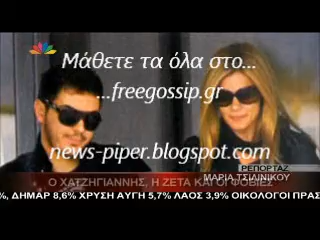 Μάθετε τα όλα στο...
...freegossip.gr
news-piper.blogspot.com
ΡΕΠΟΡΤΑΖ
ΜΑΡΙΑ ΤΣΙΛΙΝΙΚΟΥ
Ο ΧΑΤΖΗΓΙΑΝΝΗΣ, Η ΖΕΤΑ ΚΑΙ ΟΙ ΦΟΒΙΕΣ
%, ΔΗΜΑΡ 8,6% ΧΡΥΣΗ ΑΥΓΗ 5,7% ΛΑΟΣ 3,9% ΟΙΚΟΛΟΓΟΙ ΠΡΑΣ